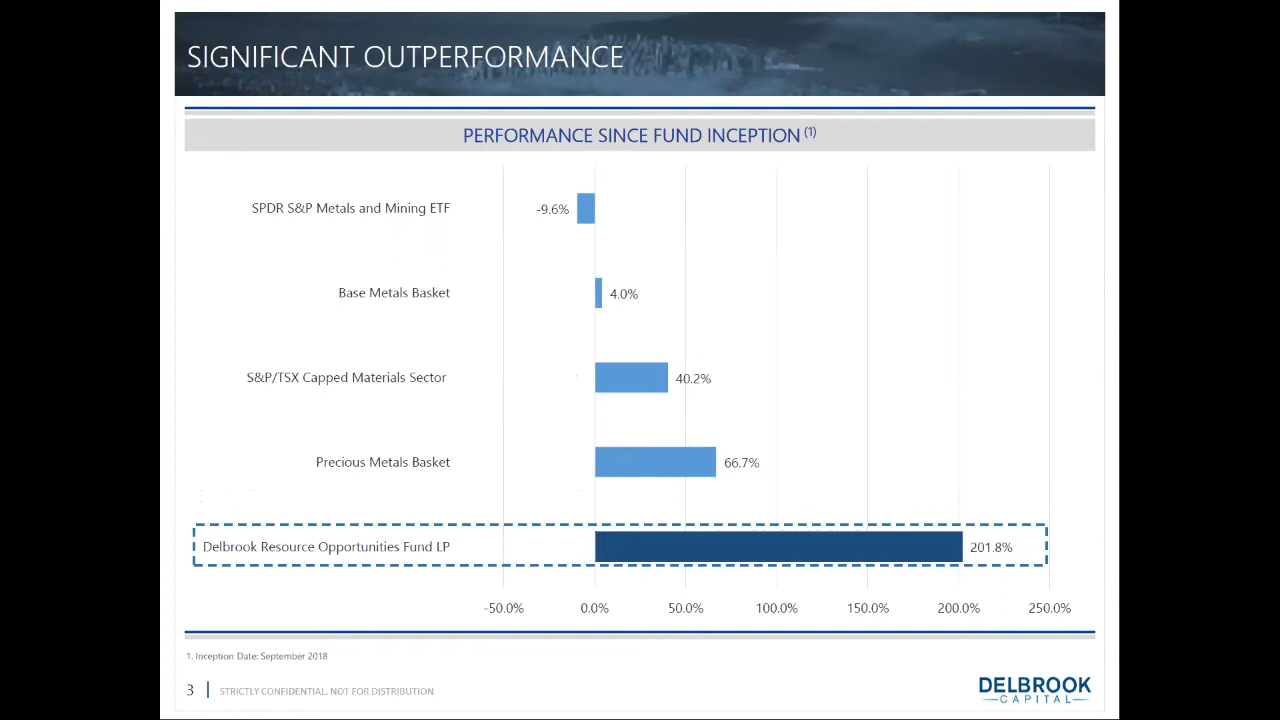 SIGNIFICANT OUTPERFORMANCE
PERFORMANCE SINCE FUND INCEPTION (1)
SPDR S&P Metals and Mining ETF
-9.6%
Base Metals Basket
4.0%
S&P/TSX Capped Materials Sector
40.2%
Precious Metals Basket
66.7%
Delbrook Resource Opportunities Fund LP
201.8%
-50.0% 0.0% 50.0% 100.0% 150.0% 200.0% 250.0%
1. Inception Date: September 2018
3 STRICTLY CONFIDENTIAL, NOT FOR DISTRIBUTION
DELBROOK
CAPITAL